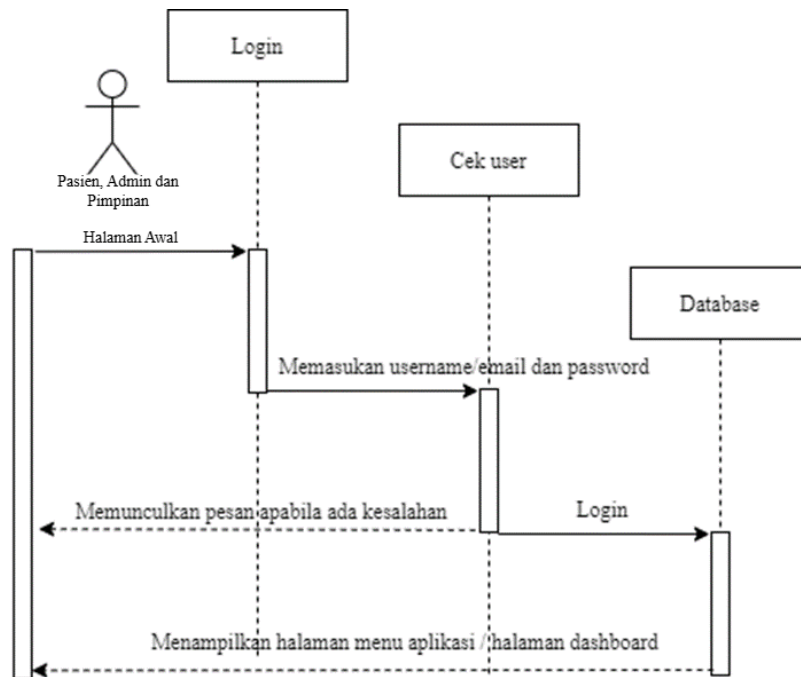 Login
Cek user
Pasien, Admin dan
Pimpinan
Halaman Awal
Database
Memasukan username/email dan password
Memunculkan pesan apabila ada kesalahan
Login
Menampilkan halaman menu aplikasi / halaman dashboard